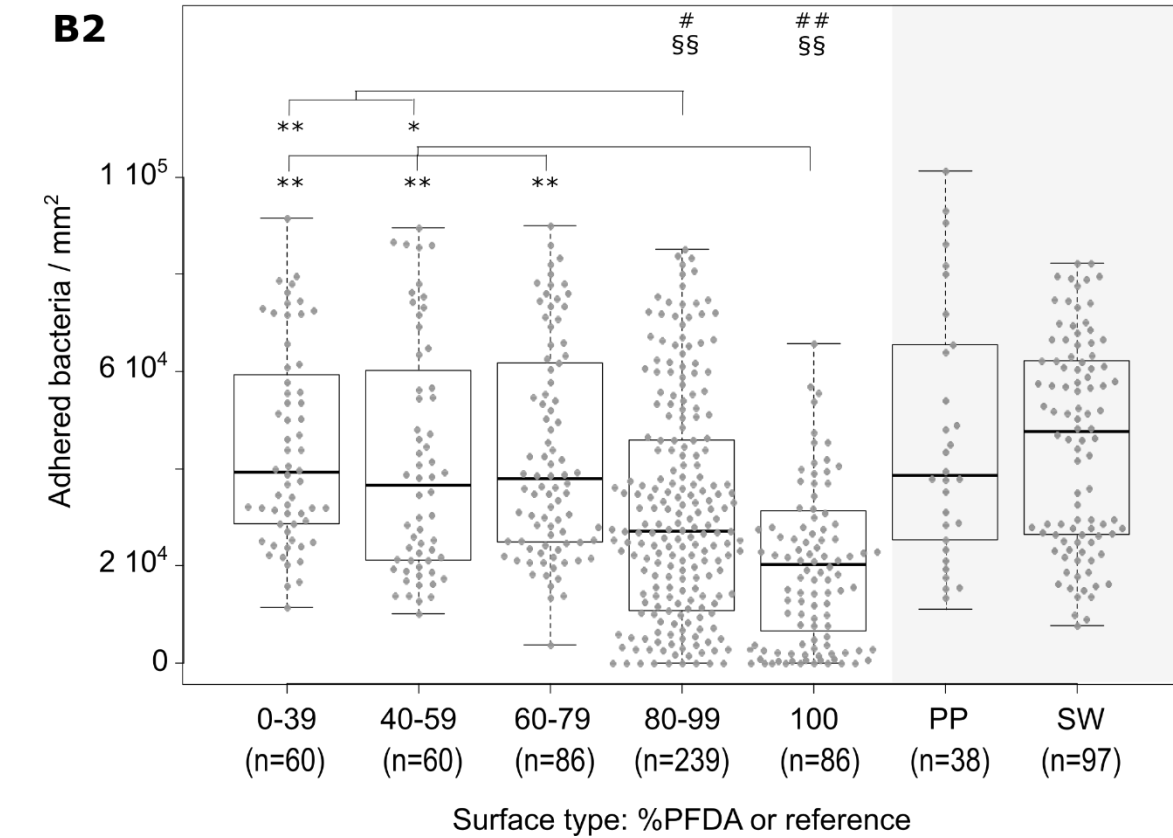 B2
# ##
§§ §§
** *
** ** **
1 10⁵
6 10⁴
2 10⁴
0
Adhered bacteria / mm²
0-39 40-59 60-79 80-99 100 PP SW
(n=60) (n=60) (n=86) (n=239) (n=86) (n=38) (n=97)
Surface type: %PFDA or reference